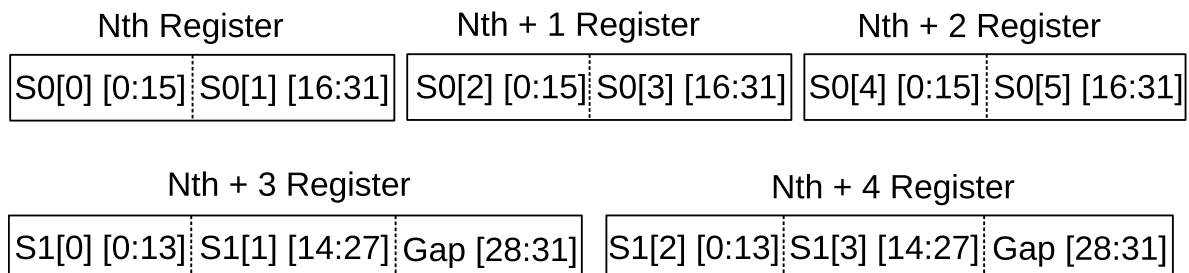 Nth Register Nth + 1 Register Nth + 2 Register
S0[0] [0:15] S0[1] [16:31] S0[2] [0:15] S0[3] [16:31] S0[4] [0:15] S0[5] [16:31]
Nth + 3 Register Nth + 4 Register
S1[0] [0:13] S1[1] [14:27] Gap [28:31] S1[2] [0:13] S1[3] [14:27] Gap [28:31]